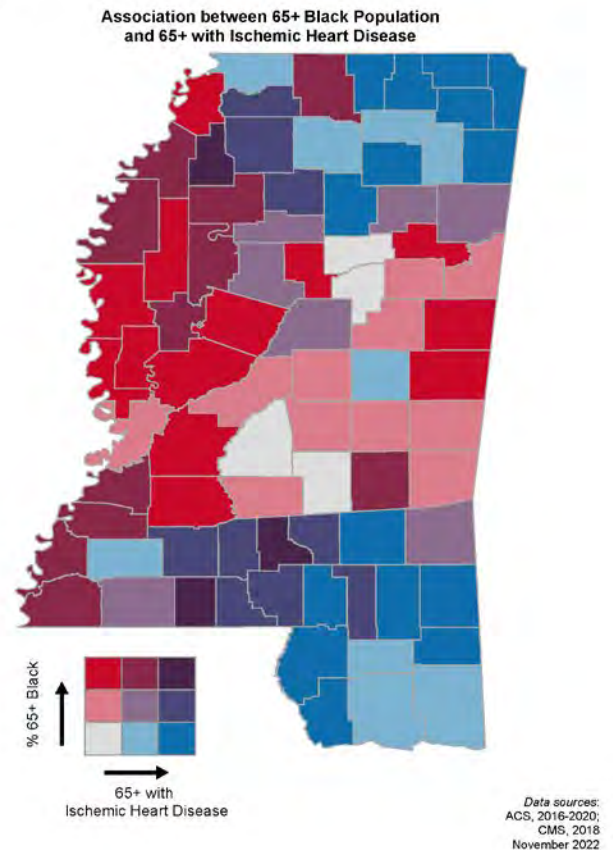 Association between 65+ Black Population
and 65+ with Ischemic Heart Disease
% 65+ Black
65+ with
Ischemic Heart Disease
Data sources:
ACS, 2016-2020;
CMS, 2018
November 2022